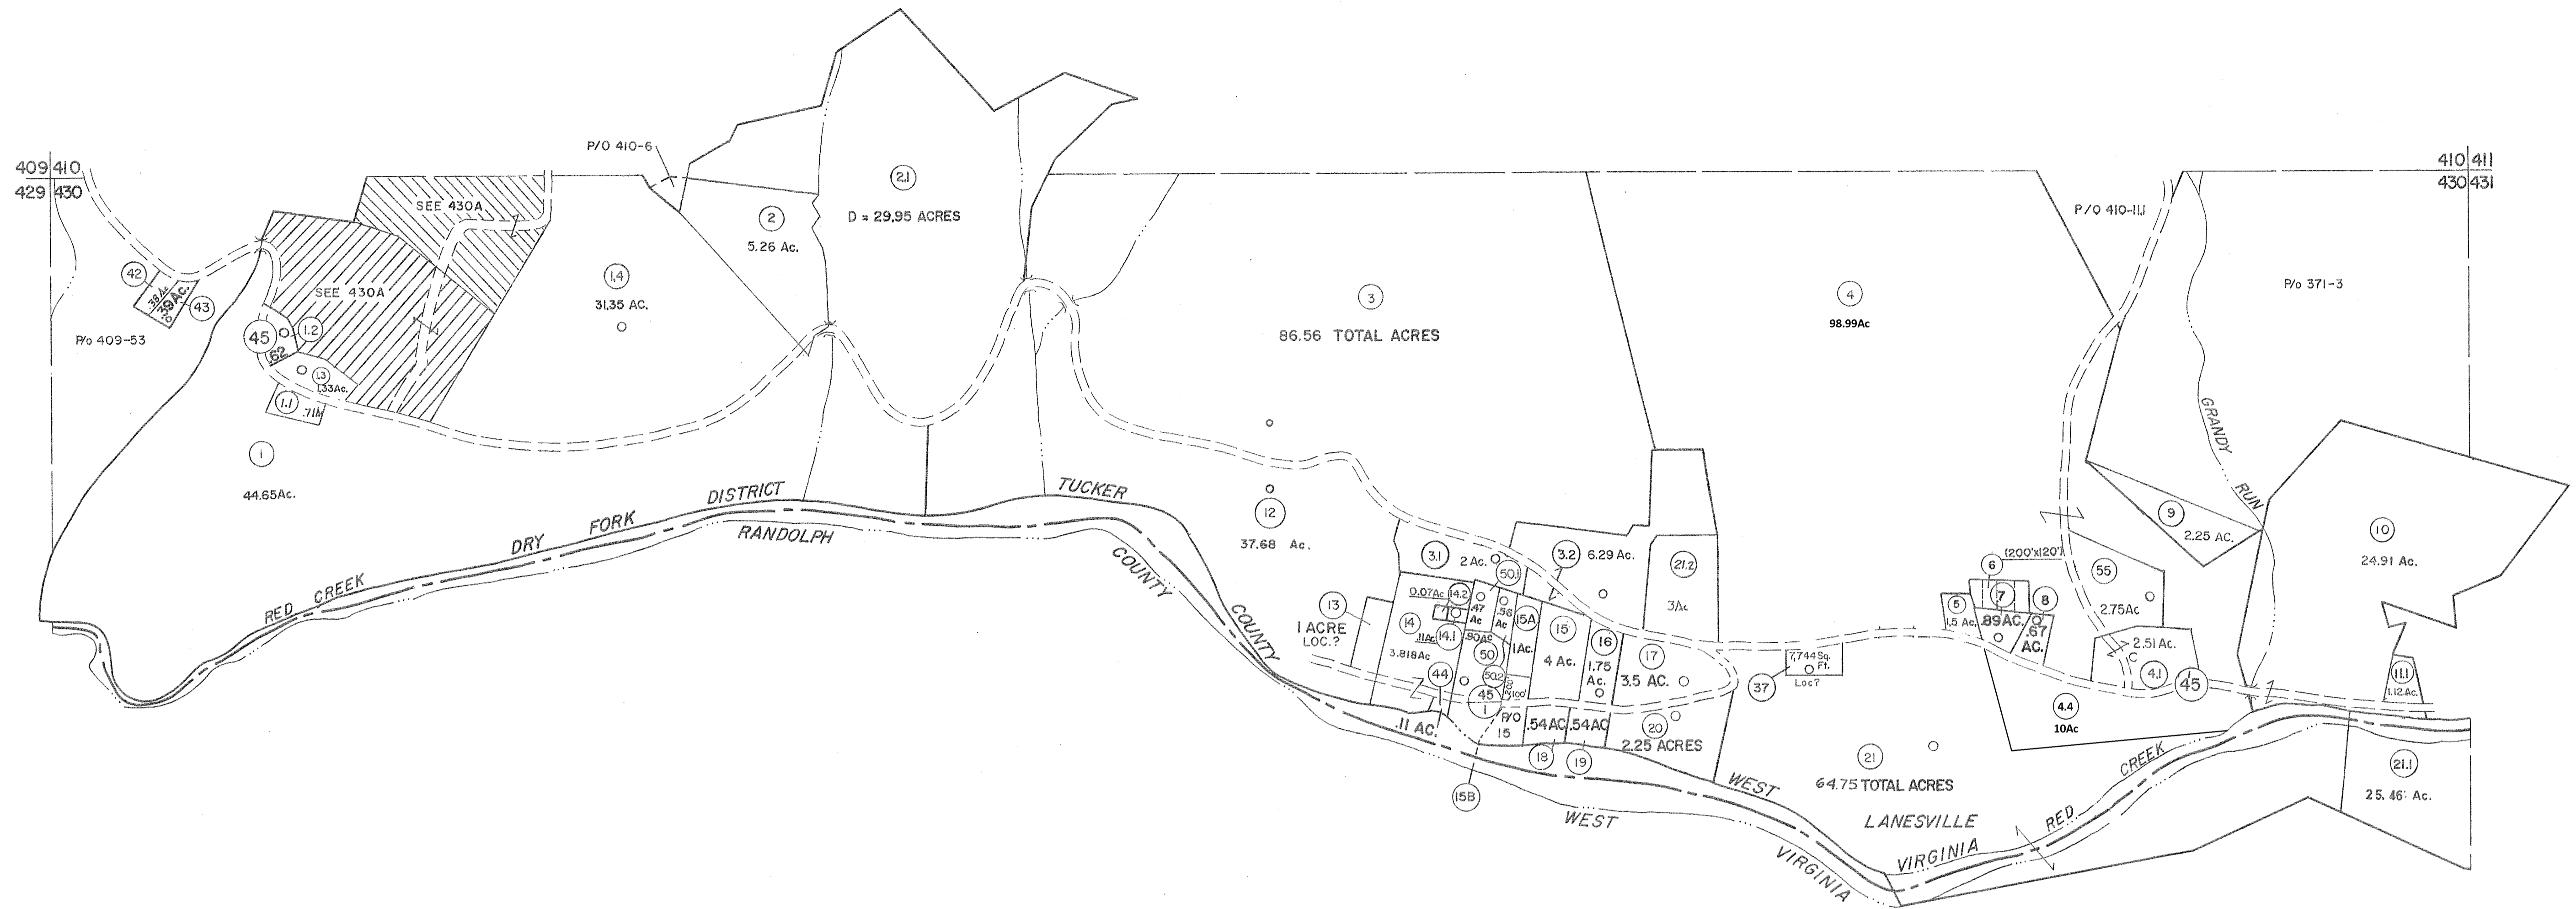 409 410
429 430
410 411
430 431
P/O 410-6
2.1
D = 29.95 ACRES
2
5.26 Ac.
SEE 430A
SEE 430A
P/O 410-11.1
P/o 371-3
42
.38 Ac
.39 Ac.
43
P/o 409-53
45
1.2
.62
1.3
1.33Ac.
1.1
1.4
31.35 AC.
3
86.56 TOTAL ACRES
4
98.99Ac
1
44.65Ac.
GRANDY RUN
9
2.25 AC.
10
24.91 Ac.
RED CREEK
DRY FORK DISTRICT
RANDOLPH COUNTY
TUCKER COUNTY
12
37.68 Ac.
13
1 ACRE
LOC.?
3.1
2 Ac.
50.1
3.2
6.29 Ac.
21.2
3Ac
0.07Ac
14.2
.47
Ac
.56
Ac
15A
1Ac.
14
.11Ac
14.1
3.818Ac
.90Ac
50
50.2
100'
44
45
1
15
4 Ac.
16
1.75
Ac.
17
3.5 AC.
.11 AC.
P/O
15
.54AC
.54AC
20
2.25 ACRES
18
19
15B
7,744 Sq.
Ft.
37
Loc?
5
1.5 Ac.
6
(200'x120')
7
.89AC.
8
.67
AC.
55
2.75Ac
2.51 Ac.
C
4.1
45
4.4
10Ac
11.1
1.12 Ac.
21
64.75 TOTAL ACRES
21.1
25.46 Ac.
LANESVILLE
WEST VIRGINIA
WEST VIRGINIA
RED CREEK